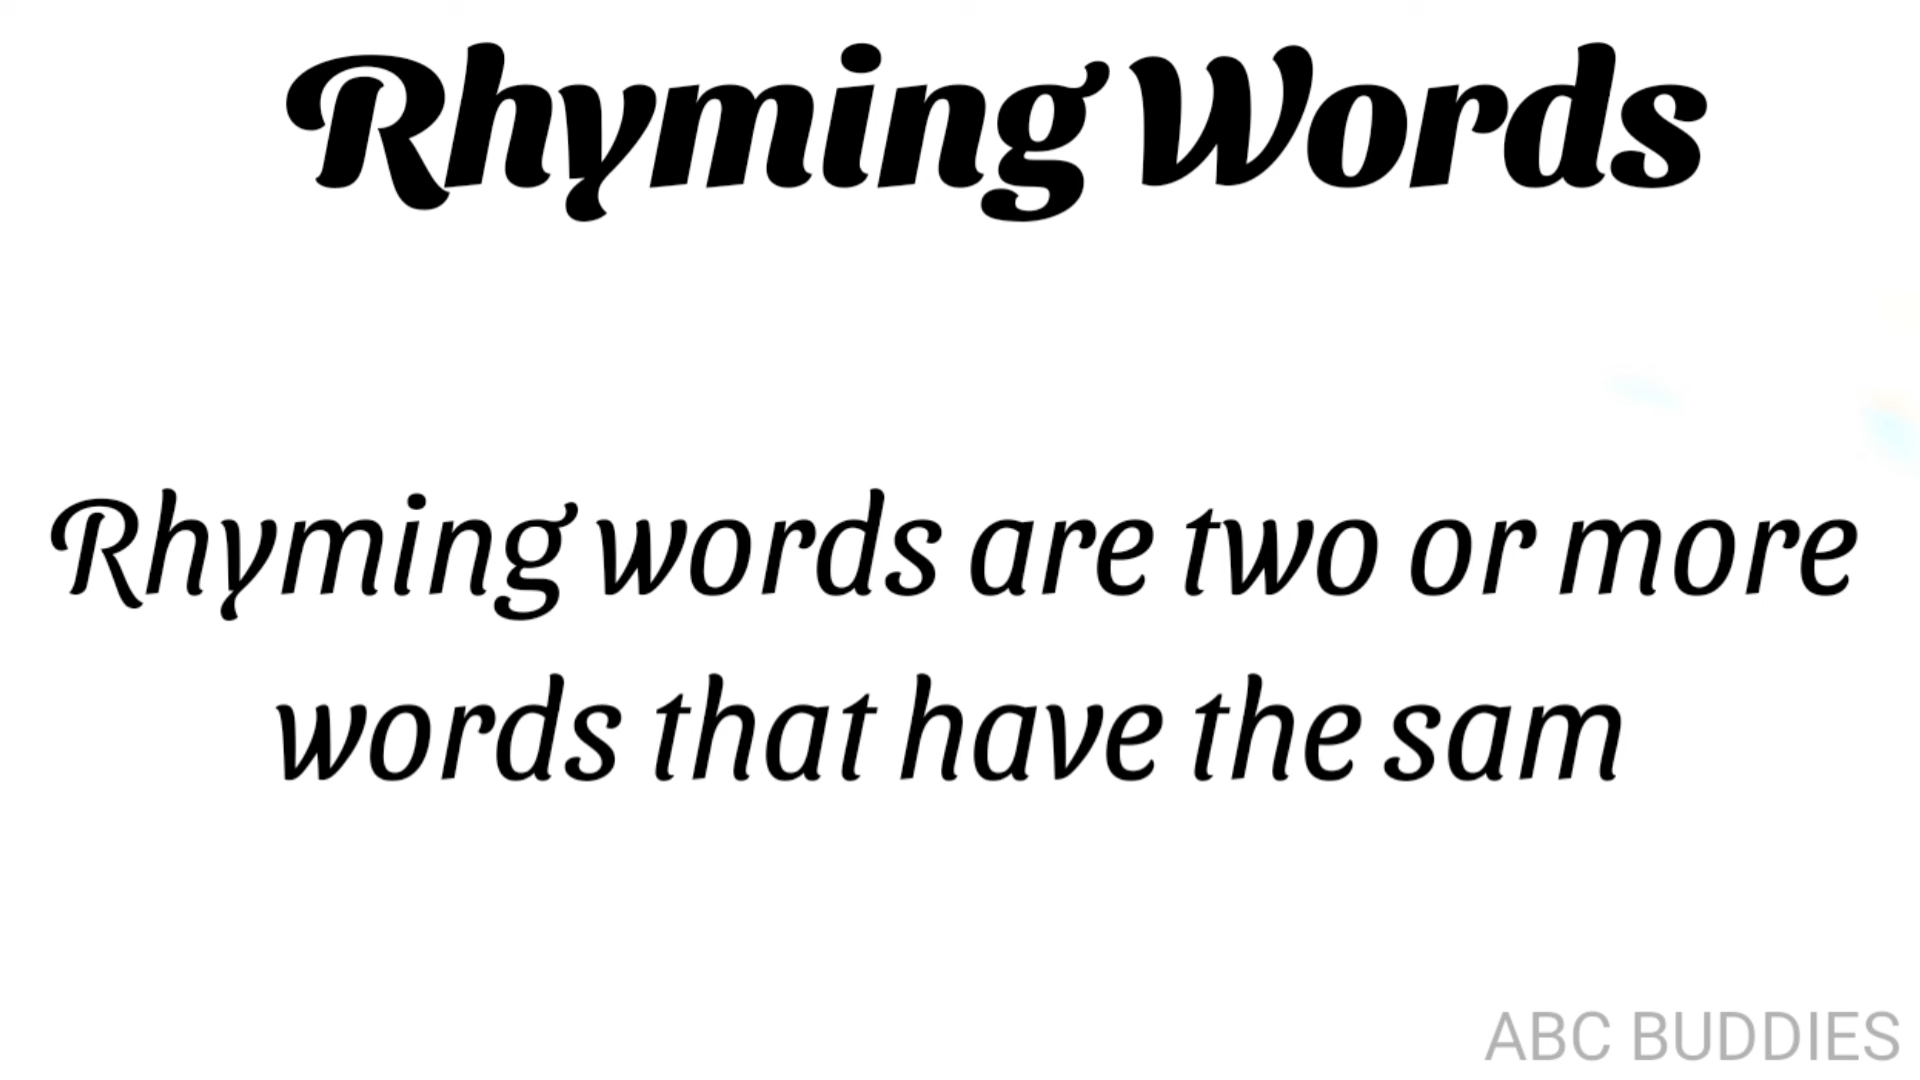 Rhyming Words
Rhyming words are two or more
words that have the sam
ABC BUDDIES